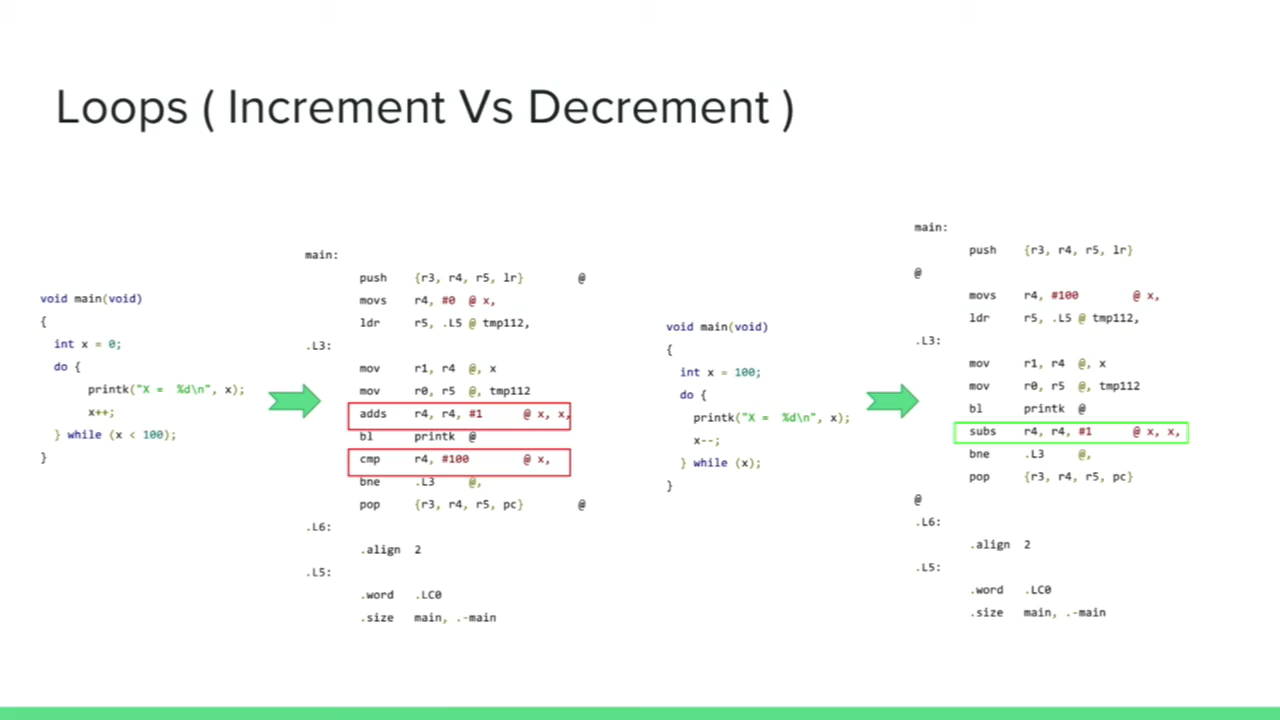 Loops ( Increment Vs Decrement )
void main(void)
{
int x = 0;
do {
printk("X =  %d\n", x);
x++;
} while (x < 100);
}
main:
push {r3, r4, r5, lr} @
movs r4, #0 @ x,
ldr r5, .L5 @ tmp112,
.L3:
mov r1, r4 @, x
mov r0, r5 @, tmp112
adds r4, r4, #1 @ x, x,
bl printk @
cmp r4, #100 @ x,
bne .L3 @,
pop {r3, r4, r5, pc} @
.L6:
.align 2
.L5:
.word .LC0
.size main, .-main
void main(void)
{
int x = 100;
do {
printk("X =  %d\n", x);
x--;
} while (x);
}
main:
push {r3, r4, r5, lr}
@
movs r4, #100 @ x,
ldr r5, .L5 @ tmp112,
.L3:
mov r1, r4 @, x
mov r0, r5 @, tmp112
bl printk @
subs r4, r4, #1 @ x, x,
bne .L3 @,
pop {r3, r4, r5, pc}
@
.L6:
.align 2
.L5:
.word .LC0
.size main, .-main